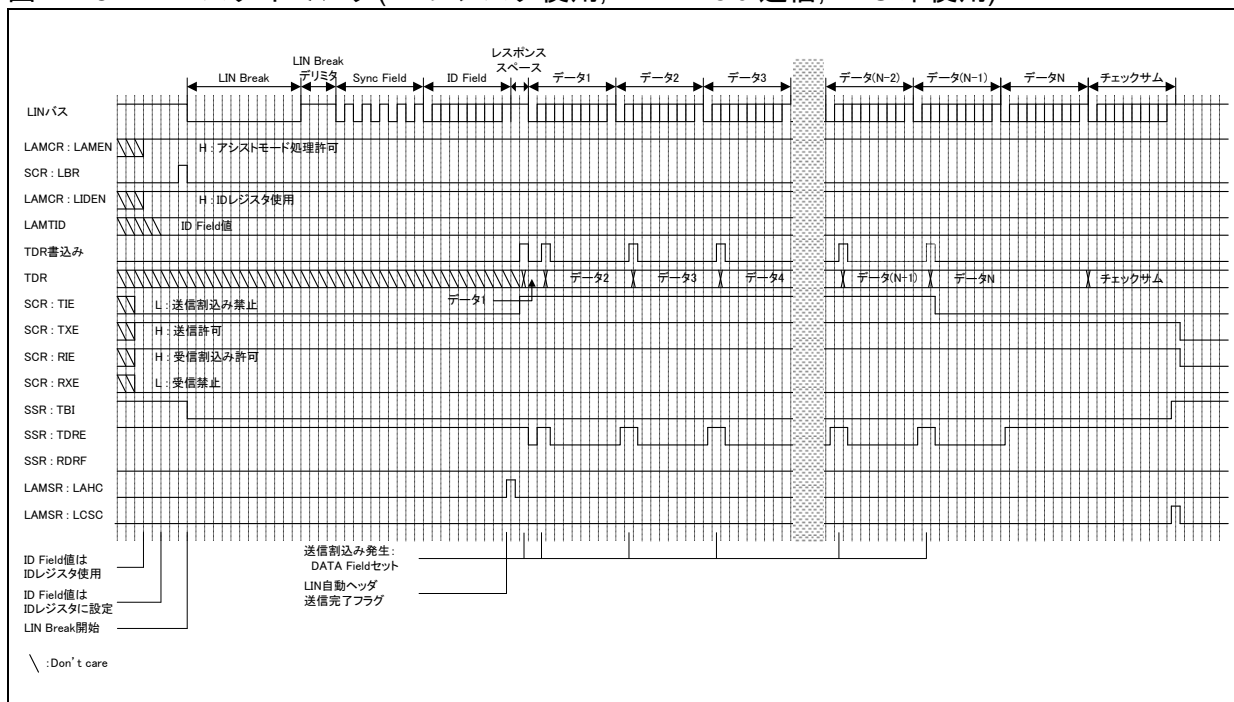 LIN Break
LIN Break
デリミタ
Sync Field
ID Field
レスポンス
スペース
データ1
データ2
データ3
データ(N-2)
データ(N-1)
データN
チェックサム
LINバス
LAMCR : LAMEN
H : アシストモード処理許可
SCR : LBR
LAMCR : LIDEN
H : IDレジスタ使用
LAMTID
ID Field値
TDR書込み
TDR
データ1
データ2
データ3
データ4
データ(N-1)
データN
チェックサム
SCR : TIE
L : 送信割込み禁止
SCR : TXE
H : 送信許可
SCR : RIE
H : 受信割込み許可
SCR : RXE
L : 受信禁止
SSR : TBI
SSR : TDRE
SSR : RDRF
LAMSR : LAHC
LAMSR : LCSC
ID Field値は
IDレジスタ使用
ID Field値は
IDレジスタに設定
LIN Break開始
送信割込み発生:
DATA Fieldセット
LIN自動ヘッダ
送信完了フラグ
\ :Don't care